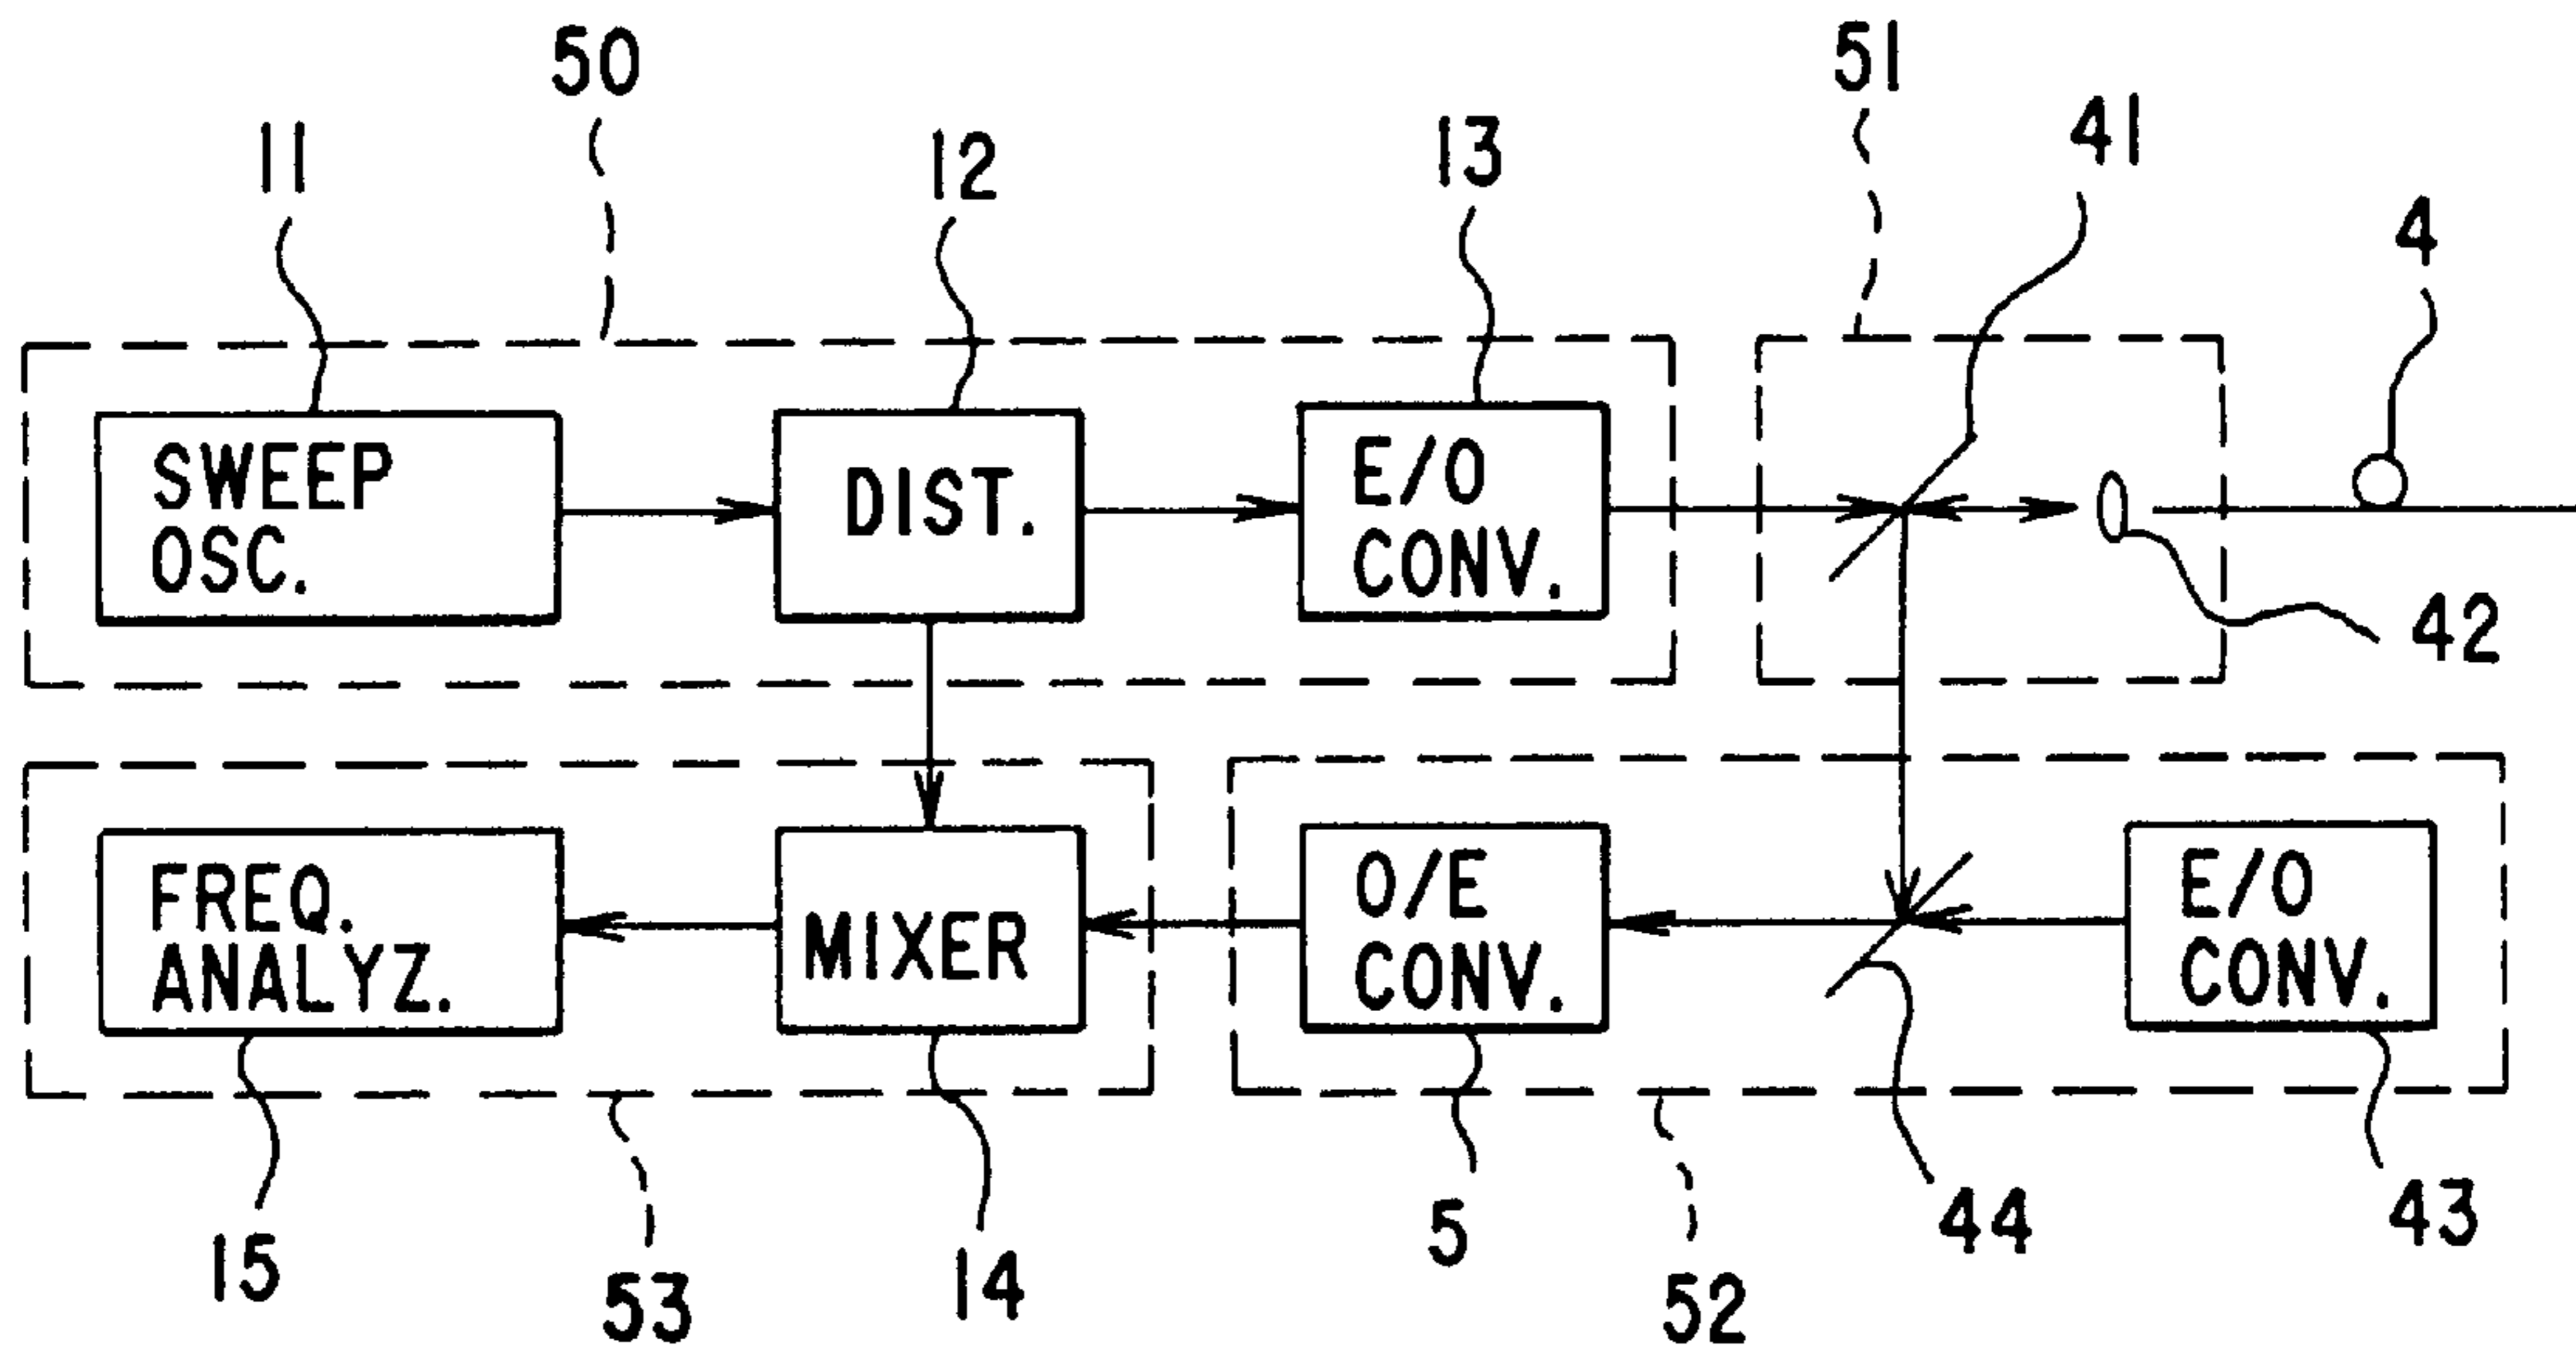 50
51
11
12
13
41
4
SWEEP
OSC.
DIST.
E/O
CONV.
42
FREQ.
ANALYZ.
MIXER
O/E
CONV.
E/O
CONV.
15
53
14
5
52
44
43